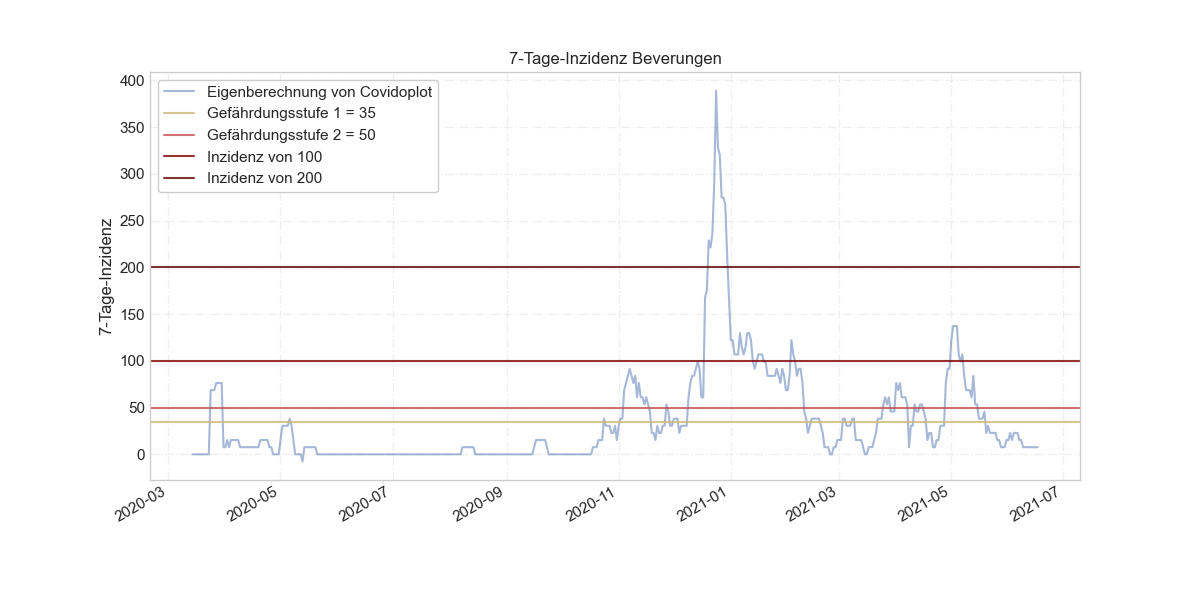 7-Tage-Inzidenz Beverungen
Eigenberechnung von Covidoplot
Gefährdungsstufe 1 = 35
Gefährdungsstufe 2 = 50
Inzidenz von 100
Inzidenz von 200
7-Tage-Inzidenz
400
350
300
250
200
150
100
50
0
2020-03
2020-05
2020-07
2020-09
2020-11
2021-01
2021-03
2021-05
2021-07